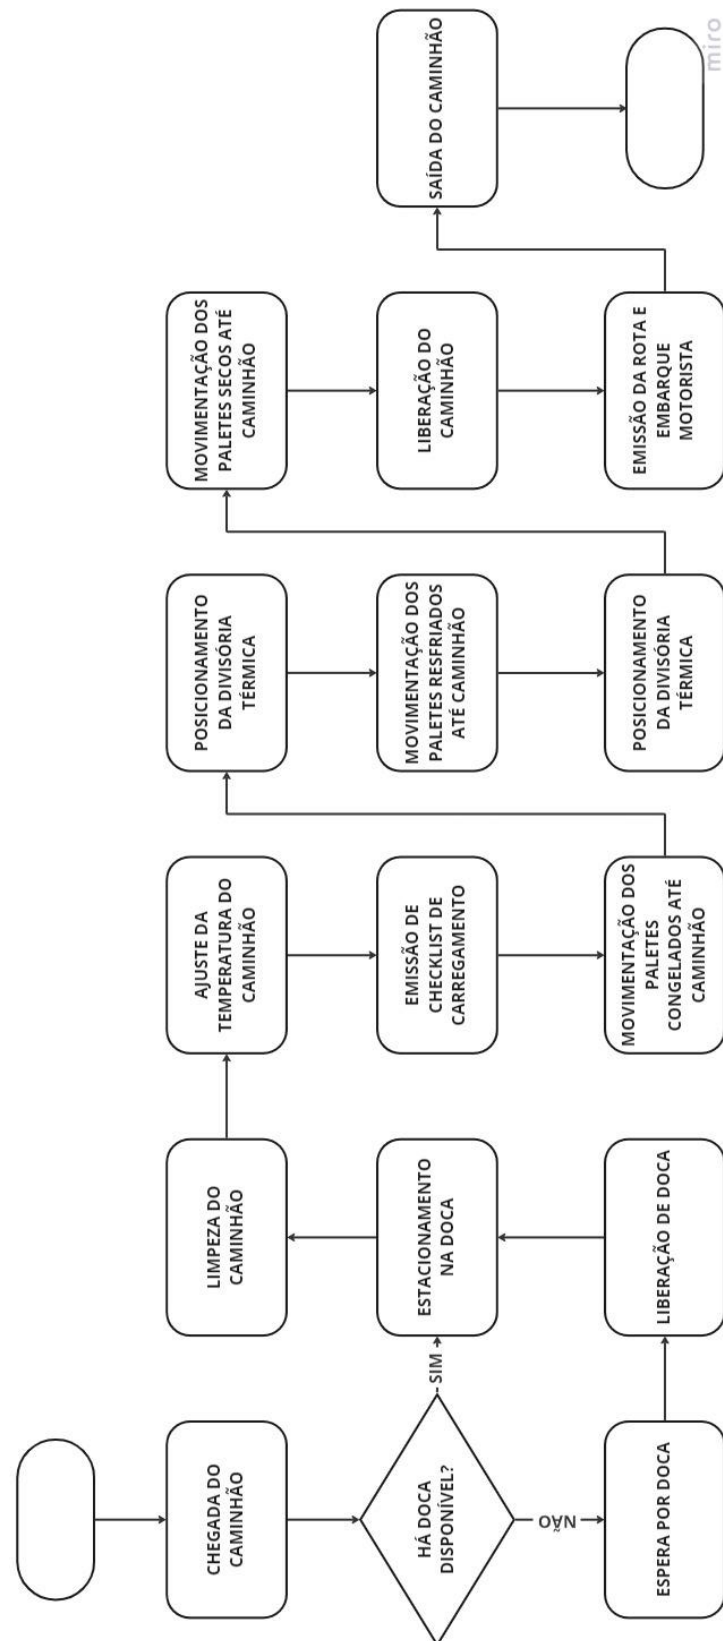 CHEGADA DO
CAMINHÃO
HÁ DOCA
DISPONÍVEL?
SIM
NÃO
ESPERA POR DOCA
LIBERAÇÃO DE DOCA
ESTACIONAMENTO
NA DOCA
LIMPEZA DO
CAMINHÃO
AJUSTE DA
TEMPERATURA DO
CAMINHÃO
EMISSÃO DE
CHECKLIST DE
CARREGAMENTO
MOVIMENTAÇÃO DOS
PALETES
CONGELADOS ATÉ
CAMINHÃO
POSICIONAMENTO
DA DIVISÓRIA
TÉRMICA
MOVIMENTAÇÃO DOS
PALETES RESFRIADOS
ATÉ CAMINHÃO
POSICIONAMENTO
DA DIVISÓRIA
TÉRMICA
MOVIMENTAÇÃO DOS
PALETES SECOS ATÉ
CAMINHÃO
LIBERAÇÃO DO
CAMINHÃO
EMISSÃO DA ROTA E
EMBARQUE
MOTORISTA
SAÍDA DO CAMINHÃO
miro